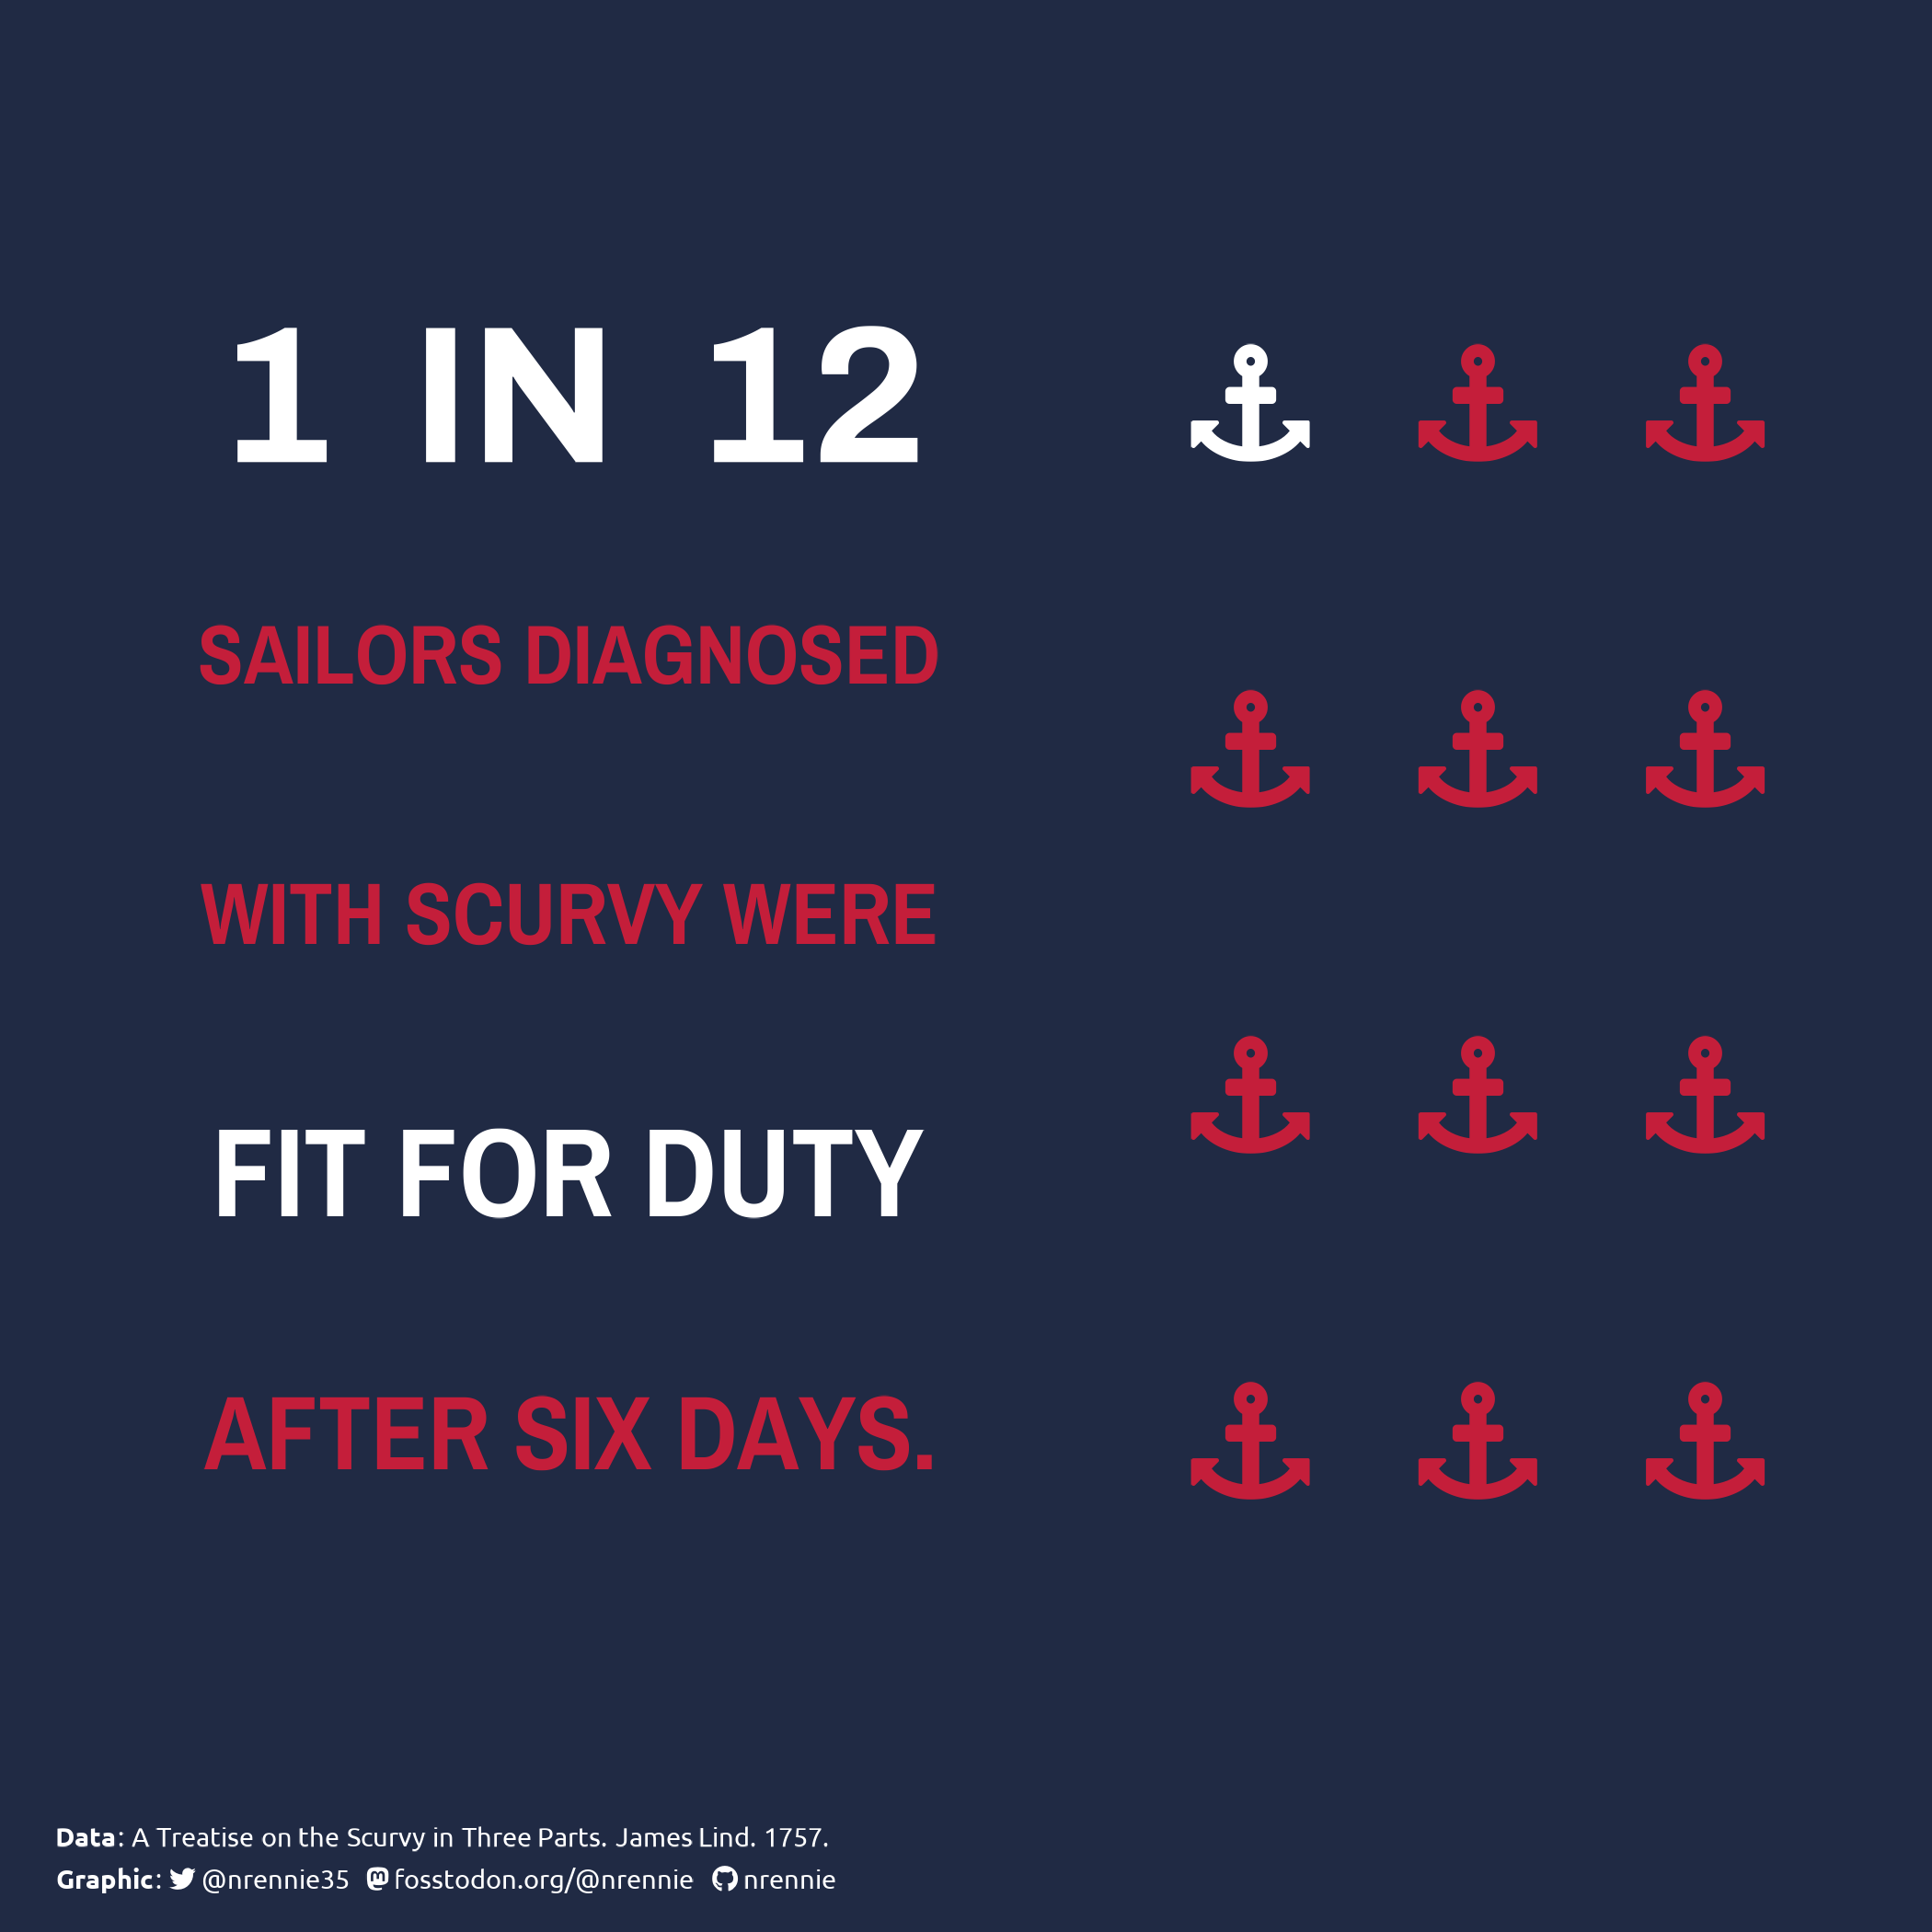 1 IN 12
SAILORS DIAGNOSED
WITH SCURVY WERE
FIT FOR DUTY
AFTER SIX DAYS.
Data: A Treatise on the Scurvy in Three Parts. James Lind. 1757.
Graphic: @nrennie35 fosstodon.org/@nrennie nrennie